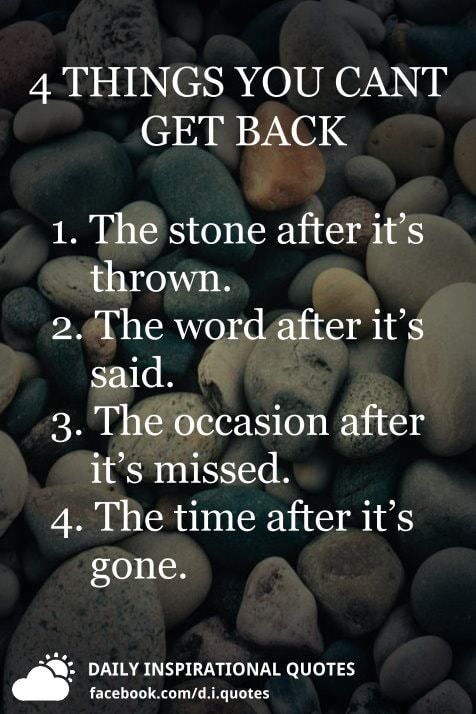 4 THINGS YOU CANT
GET BACK
1. The stone after it’s
thrown.
2. The word after it’s
said.
3. The occasion after
it’s missed.
4. The time after it’s
gone.
DAILY INSPIRATIONAL QUOTES
facebook.com/d.i.quotes